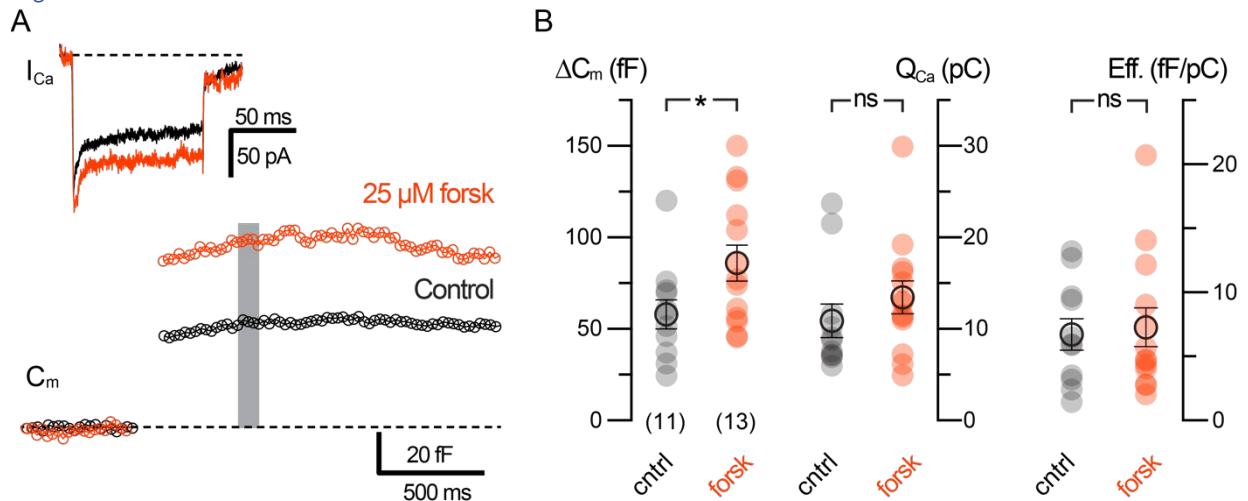 A
I Ca
50 ms
50 pA
25 µM forsk
Control
C m
20 fF
500 ms
B
ΔCm (fF)
QCa (pC)
Eff. (fF/pC)
*
ns
ns
150
100
50
0
30
20
10
0
20
10
0
(11)
(13)
cntrl
forsk
cntrl
forsk
cntrl
forsk